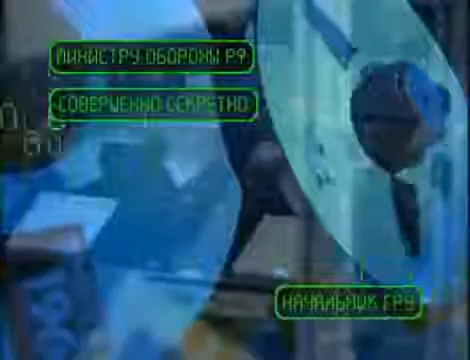 МИНИСТРУ ОБОРОНЫ РФ
СОВЕРШЕННО СЕКРЕТНО
НАЧАЛЬНИК ГРУ